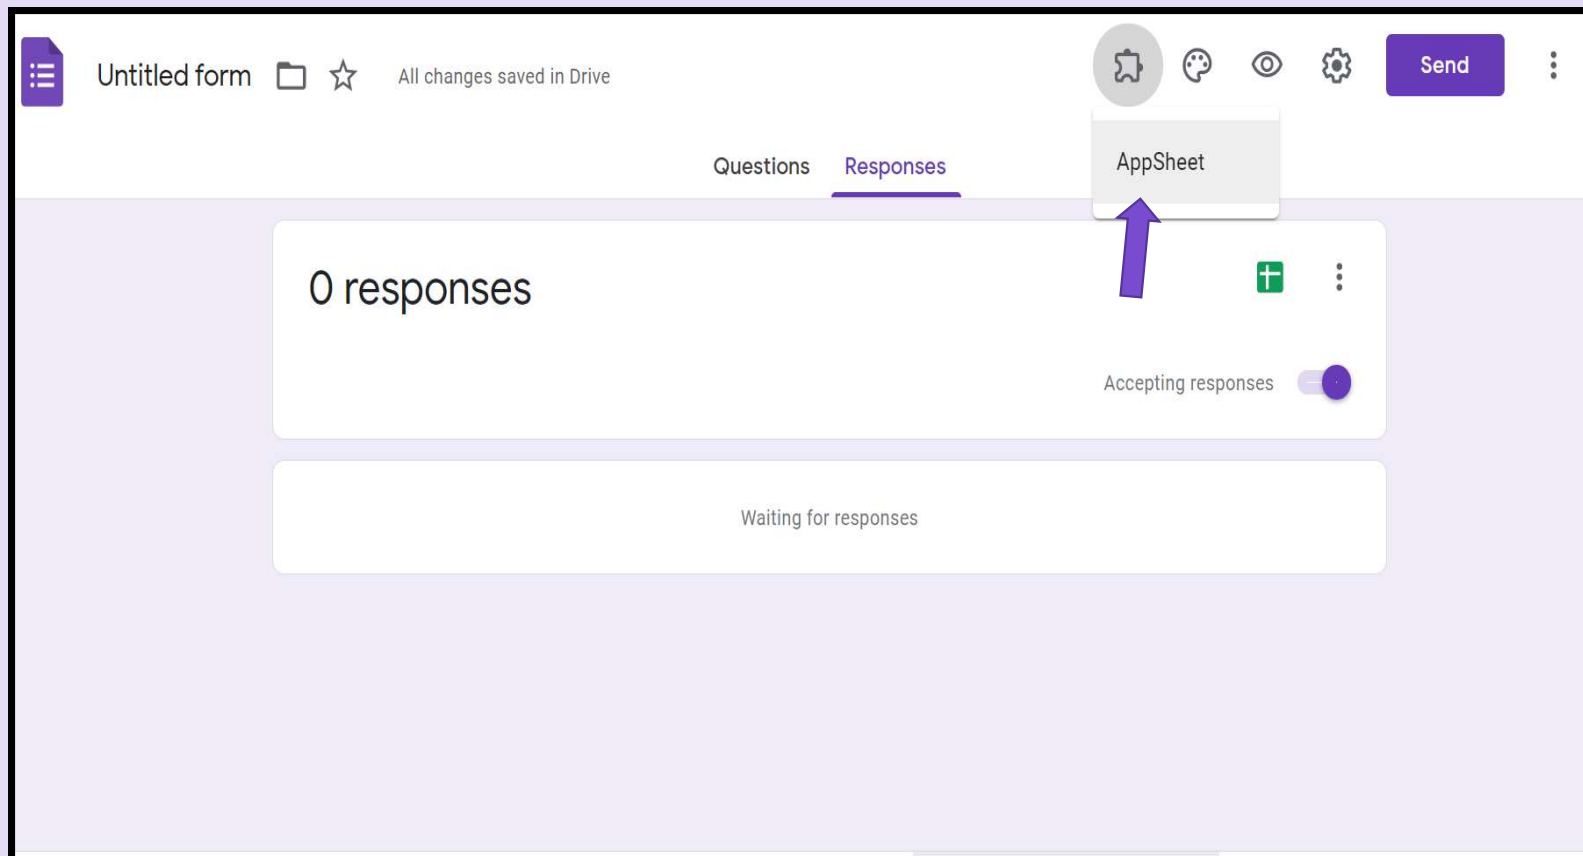 Untitled form
All changes saved in Drive
Send
AppSheet
Questions
Responses
0 responses
Accepting responses
Waiting for responses